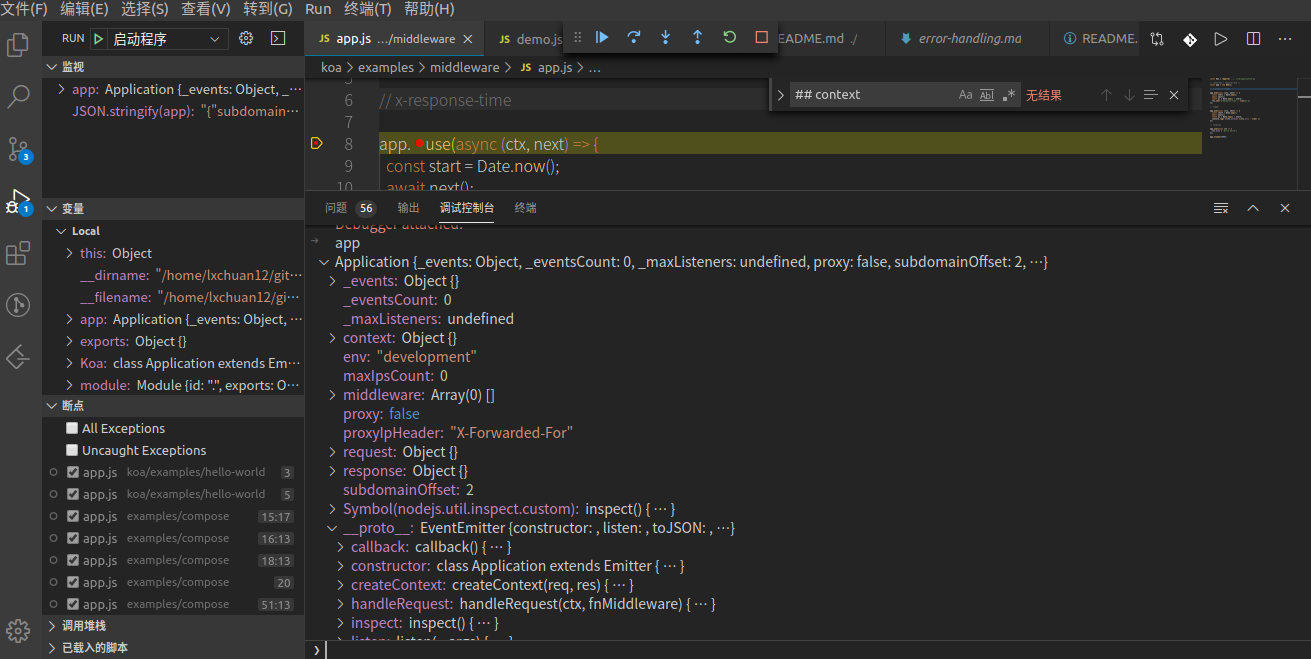 文件(F) 编辑(E) 选择(S) 查看(V) 转到(G) Run 终端(T) 帮助(H)
RUN 启动程序
JS app.js .../middleware JS demo.js EADME.md ./ error-handling.md README.
koa > examples > middleware > JS app.js > ...
## context Aa Abl .* 无结果
监视
app: Application {_events: Object, _…
JSON.stringify(app): "{"subdomain…
3
1
5
6 // x-response-time
7
8 app. use(async (ctx, next) => {
9 const start = Date.now();
10 await next();
变量
Local
this: Object
__dirname: "/home/lxchuan12/git…
__filename: "/home/lxchuan12/gi…
app: Application {_events: Object, …
exports: Object {}
Koa: class Application extends Em…
module: Module {id: ".", exports: O…
断点
All Exceptions
Uncaught Exceptions
app.js koa/examples/hello-world 3
app.js koa/examples/hello-world 5
app.js examples/compose 15:17
app.js examples/compose 16:13
app.js examples/compose 18:13
app.js examples/compose 20
app.js examples/compose 51:13
调用堆栈
已载入的脚本
问题 56 输出 调试控制台 终端
Debugger attached.
app
Application {_events: Object, _eventsCount: 0, _maxListeners: undefined, proxy: false, subdomainOffset: 2, …}
_events: Object {}
_eventsCount: 0
_maxListeners: undefined
context: Object {}
env: "development"
maxIpsCount: 0
middleware: Array(0) []
proxy: false
proxyIpHeader: "X-Forwarded-For"
request: Object {}
response: Object {}
subdomainOffset: 2
Symbol(nodejs.util.inspect.custom): inspect() { … }
__proto__: EventEmitter {constructor: , listen: , toJSON: , …}
callback: callback() { … }
constructor: class Application extends Emitter { … }
createContext: createContext(req, res) { … }
handleRequest: handleRequest(ctx, fnMiddleware) { … }
inspect: inspect() { … }
listen: listen(...args) { … }